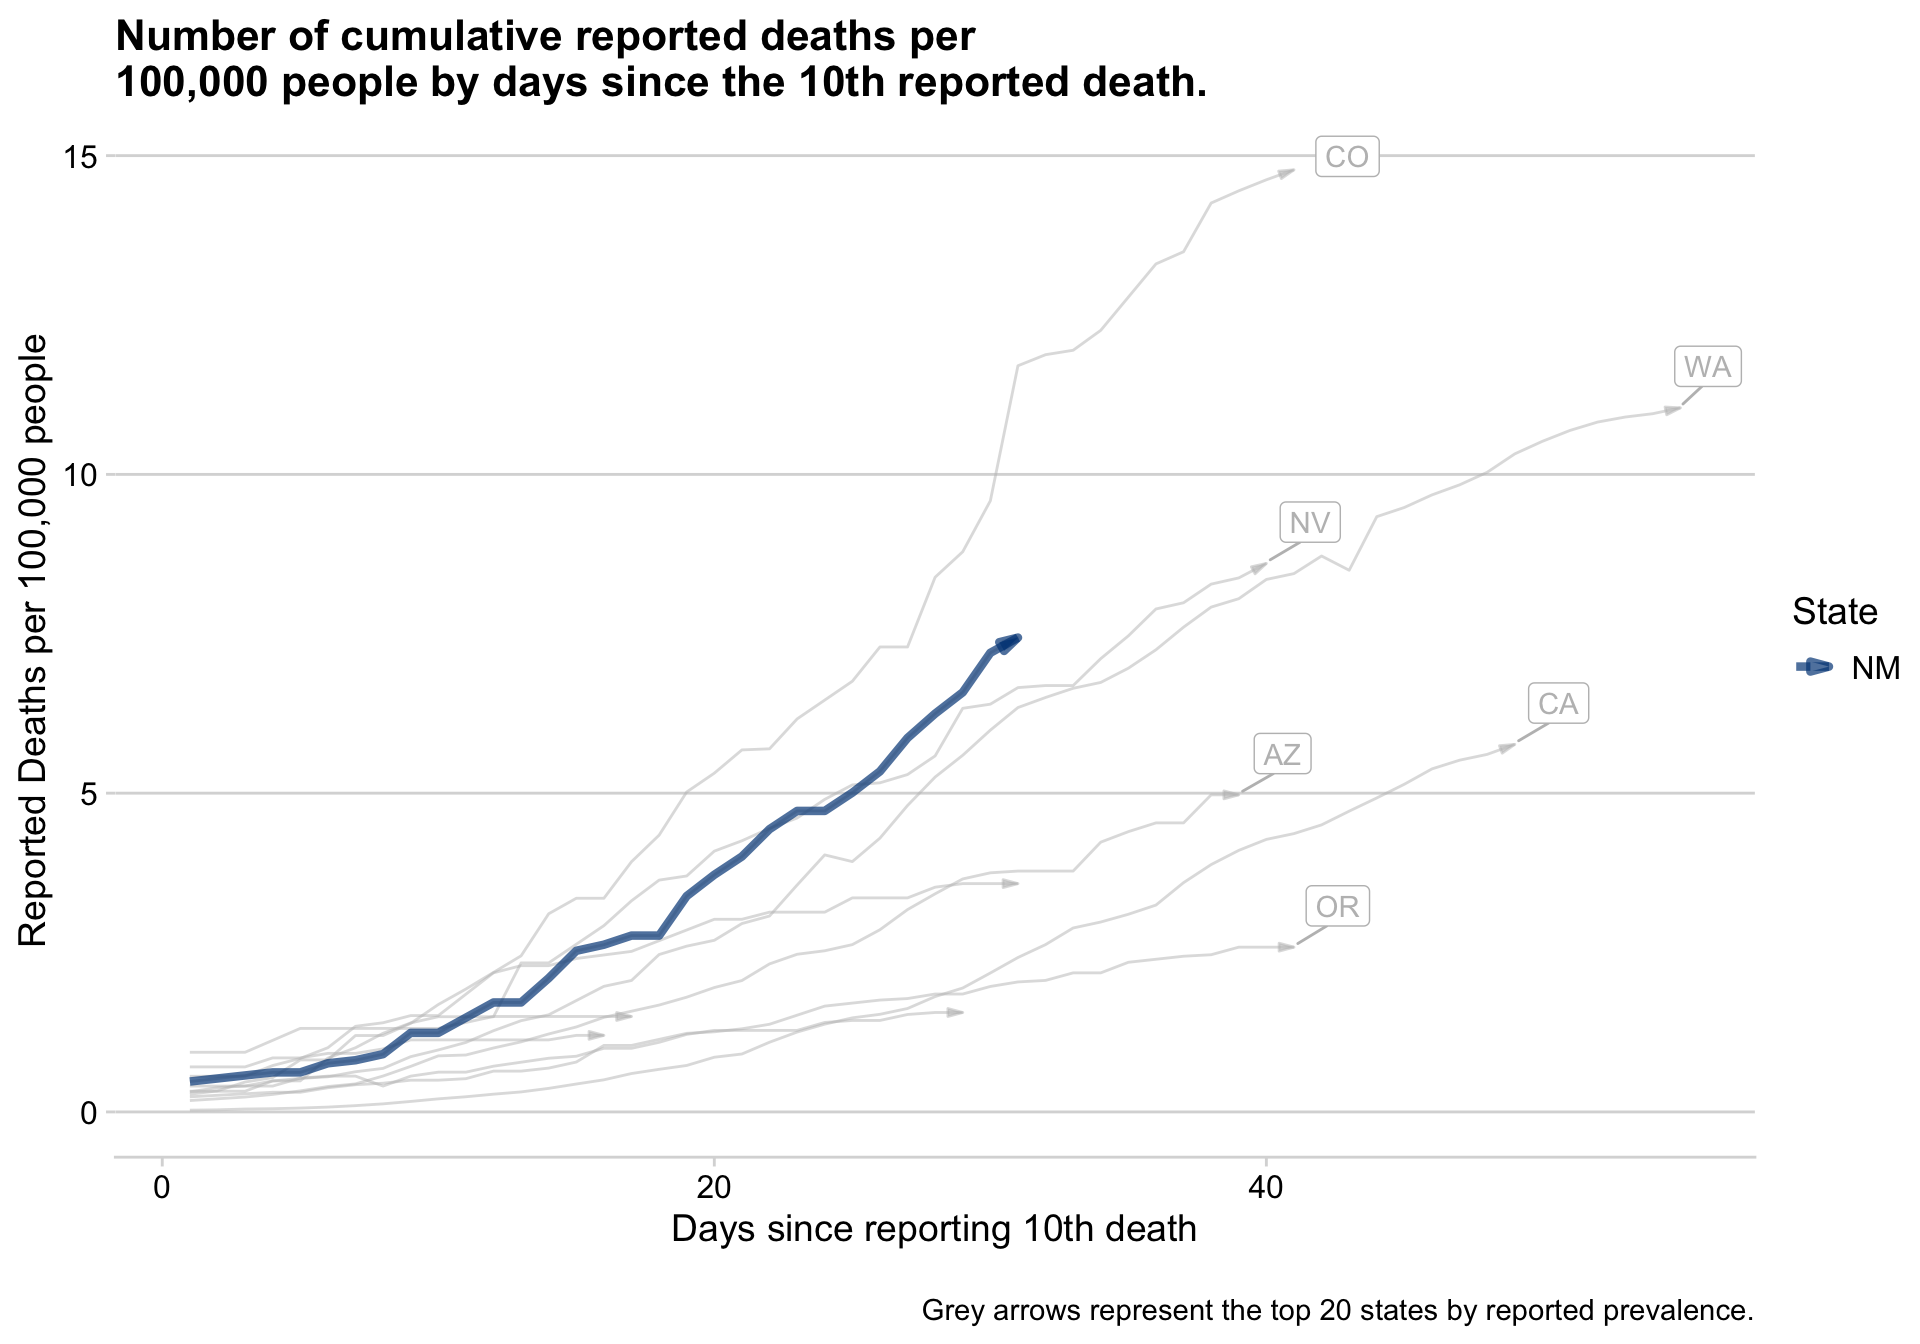 Number of cumulative reported deaths per
100,000 people by days since the 10th reported death.
Reported Deaths per 100,000 people
15
10
5
0
CO
WA
NV
CA
AZ
OR
State
NM
0
20
40
Days since reporting 10th death
Grey arrows represent the top 20 states by reported prevalence.